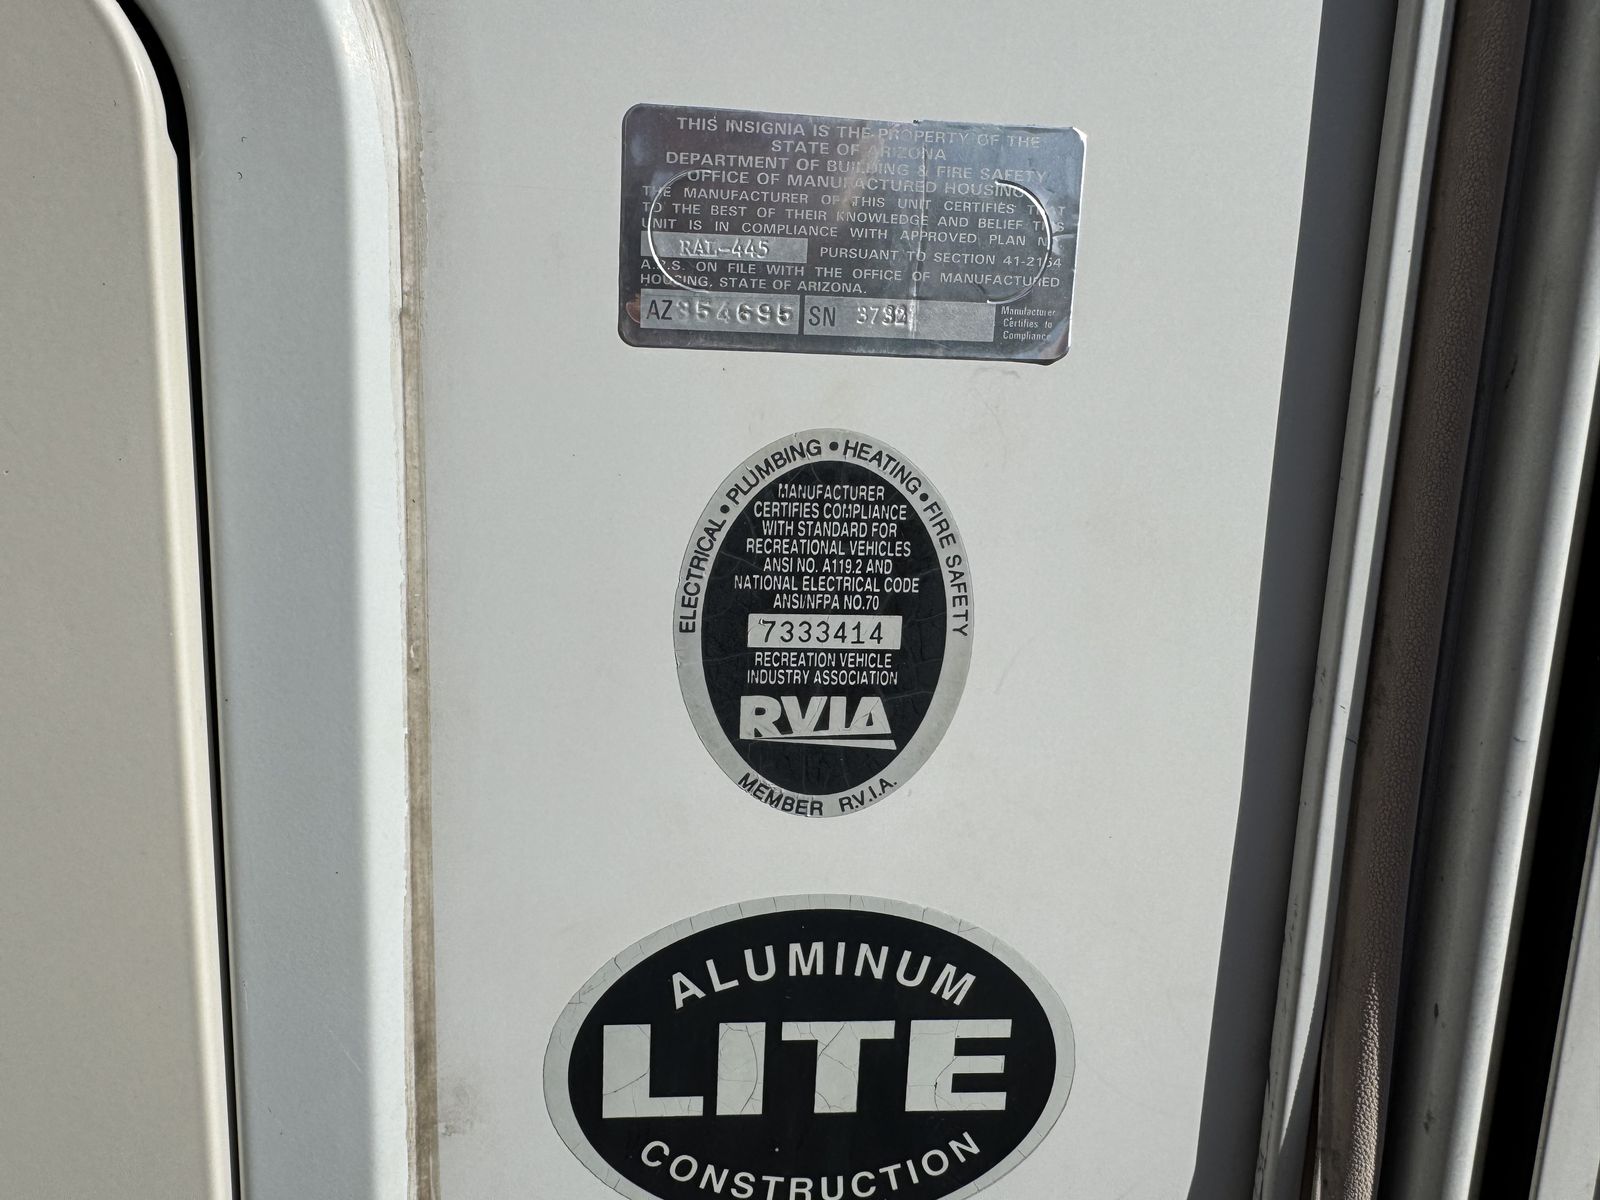 THIS INSIGNIA IS THE PROPERTY OF THE
STATE OF ARIZONA
DEPARTMENT OF BUILDING & FIRE SAFETY
OFFICE OF MANUFACTURED HOUSING
THE MANUFACTURER OF THIS UNIT CERTIFIES THAT
TO THE BEST OF THEIR KNOWLEDGE AND BELIEF THIS
UNIT IS IN COMPLIANCE WITH APPROVED PLAN
RAL-445 PURSUANT TO SECTION 41-2154
A.R.S. ON FILE WITH THE OFFICE OF MANUFACTURED
HOUSING, STATE OF ARIZONA.
AZ354695 SN 3732
Manufacturer
Certifies to
Compliance
ELECTRICAL • PLUMBING • HEATING • FIRE SAFETY
MANUFACTURER
CERTIFIES COMPLIANCE
WITH STANDARD FOR
RECREATIONAL VEHICLES
ANSI NO. A119.2 AND
NATIONAL ELECTRICAL CODE
ANSI/NFPA NO.70
7333414
RECREATION VEHICLE
INDUSTRY ASSOCIATION
RVIA
MEMBER R.V.I.A.
ALUMINUM
LITE
CONSTRUCTION